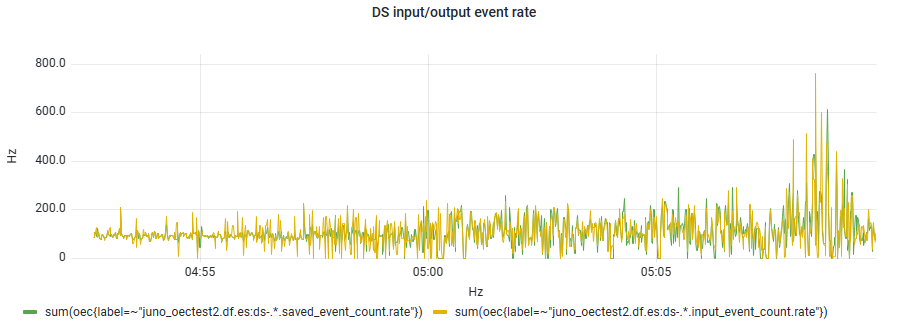 DS input/output event rate
800.0
600.0
400.0
200.0
0
Hz
04:55
05:00
05:05
Hz
sum(oec{label=~"juno_oectest2.df.es:ds-.*.saved_event_count.rate"})
sum(oec{label=~"juno_oectest2.df.es:ds-.*.input_event_count.rate"})